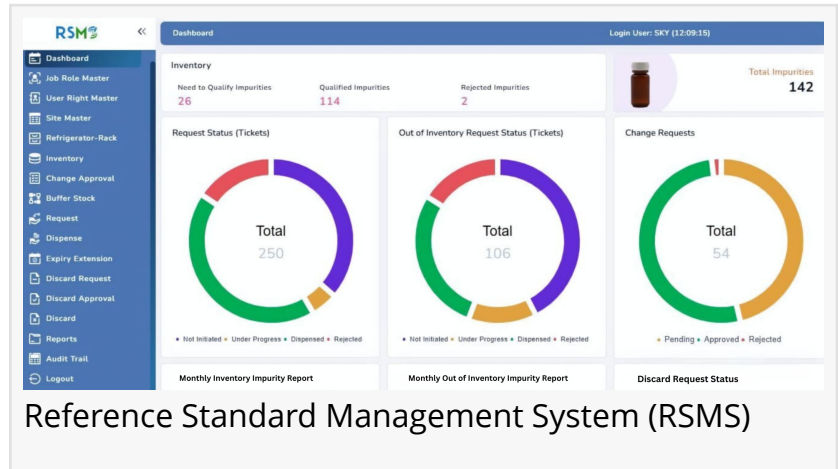 RSMS
«
Dashboard
Login User: SKY (12:09:15)
Dashboard
Job Role Master
User Right Master
Site Master
Refrigerator-Rack
Inventory
Change Approval
Buffer Stock
Request
Dispense
Expiry Extension
Discard Request
Discard Approval
Discard
Reports
Audit Trail
Logout
Inventory
Need to Qualify Impurities
26
Qualified Impurities
114
Rejected Impurities
2
Total Impurities
142
Request Status (Tickets)
Total
250
• Not Initiated • Under Progress • Dispensed • Rejected
Out of Inventory Request Status (Tickets)
Total
106
• Not Initiated • Under Progress • Dispensed • Rejected
Change Requests
Total
54
• Pending • Approved • Rejected
Monthly Inventory Impurity Report
Monthly Out of Inventory Impurity Report
Discard Request Status
Reference Standard Management System (RSMS)